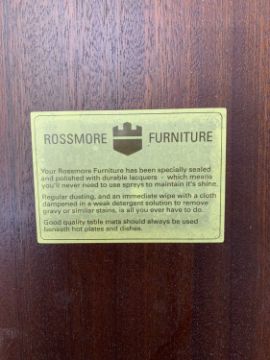 ROSSMORE FURNITURE
Your Rossmore Furniture has been specially sealed
and polished with durable lacquers - which means
you'll never need to use sprays to maintain it's shine.
Regular dusting, and an immediate wipe with a cloth
dampened in a weak detergent solution to remove
gravy or similar stains, is all you ever have to do.
Good quality table mats should always be used
beneath hot plates and dishes.